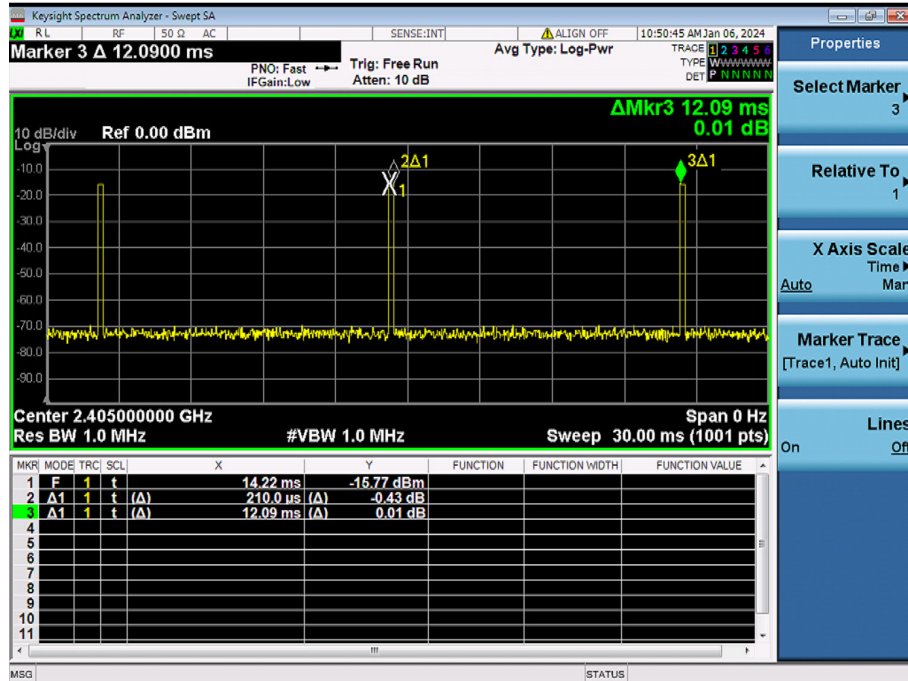 Keysight Spectrum Analyzer - Swept SA
LXI RL RF 50 Ω AC SENSE:INT ALIGN OFF 10:50:45 AM Jan 06, 2024
Marker 3 Δ 12.0900 ms
PNO: Fast
IFGain:Low
Trig: Free Run
Atten: 10 dB
Avg Type: Log-Pwr
TRACE 1 2 3 4 5 6
TYPE WWWWWW
DET P N N N N N
ΔMkr3 12.09 ms
0.01 dB
10 dB/div Ref 0.00 dBm
Log
2Δ1
1
3Δ1
-10.0
-20.0
-30.0
-40.0
-50.0
-60.0
-70.0
-80.0
-90.0
Center 2.405000000 GHz Span 0 Hz
Res BW 1.0 MHz #VBW 1.0 MHz Sweep 30.00 ms (1001 pts)
MKR MODE TRC SCL X Y FUNCTION FUNCTION WIDTH FUNCTION VALUE
1 F 1 t 14.22 ms -15.77 dBm
2 Δ1 1 t (Δ) 210.0 µs (Δ) -0.43 dB
3 Δ1 1 t (Δ) 12.09 ms (Δ) 0.01 dB
4
5
6
7
8
9
10
11
MSG STATUS
Properties
Select Marker
3
Relative To
1
X Axis Scale
Time
Auto Man
Marker Trace
[Trace1, Auto Init]
Lines
On Off